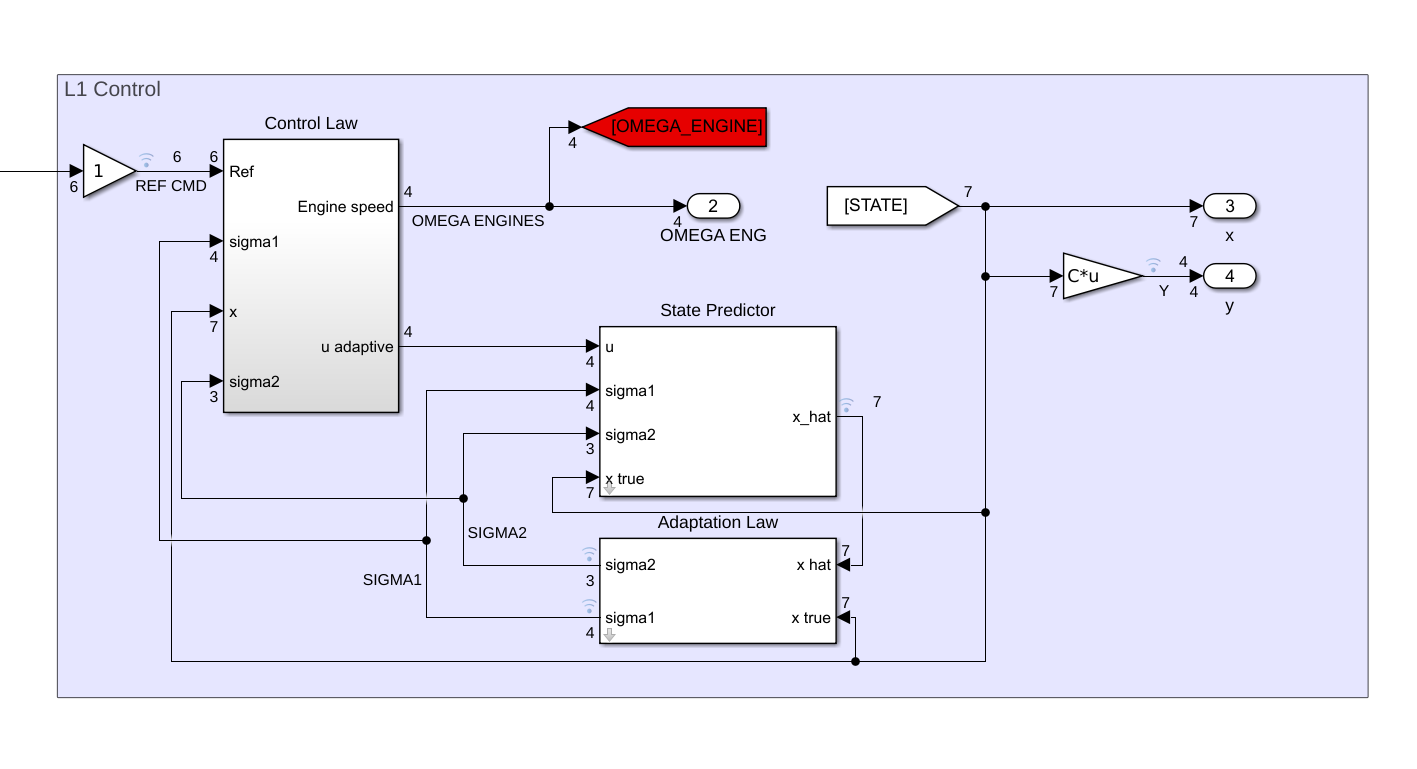 L1 Control
Control Law
[OMEGA_ENGINE]
4
1
6
6
6
REF CMD
Ref
Engine speed
4
OMEGA ENGINES
2
4
OMEGA ENG
[STATE]
7
3
7
x
sigma1
4
C*u
7
4
Y
4
4
y
x
7
u adaptive
4
sigma2
3
State Predictor
u
4
sigma1
4
sigma2
3
x true
7
x_hat
7
Adaptation Law
SIGMA2
SIGMA1
sigma2
3
x hat
7
sigma1
4
x true
7